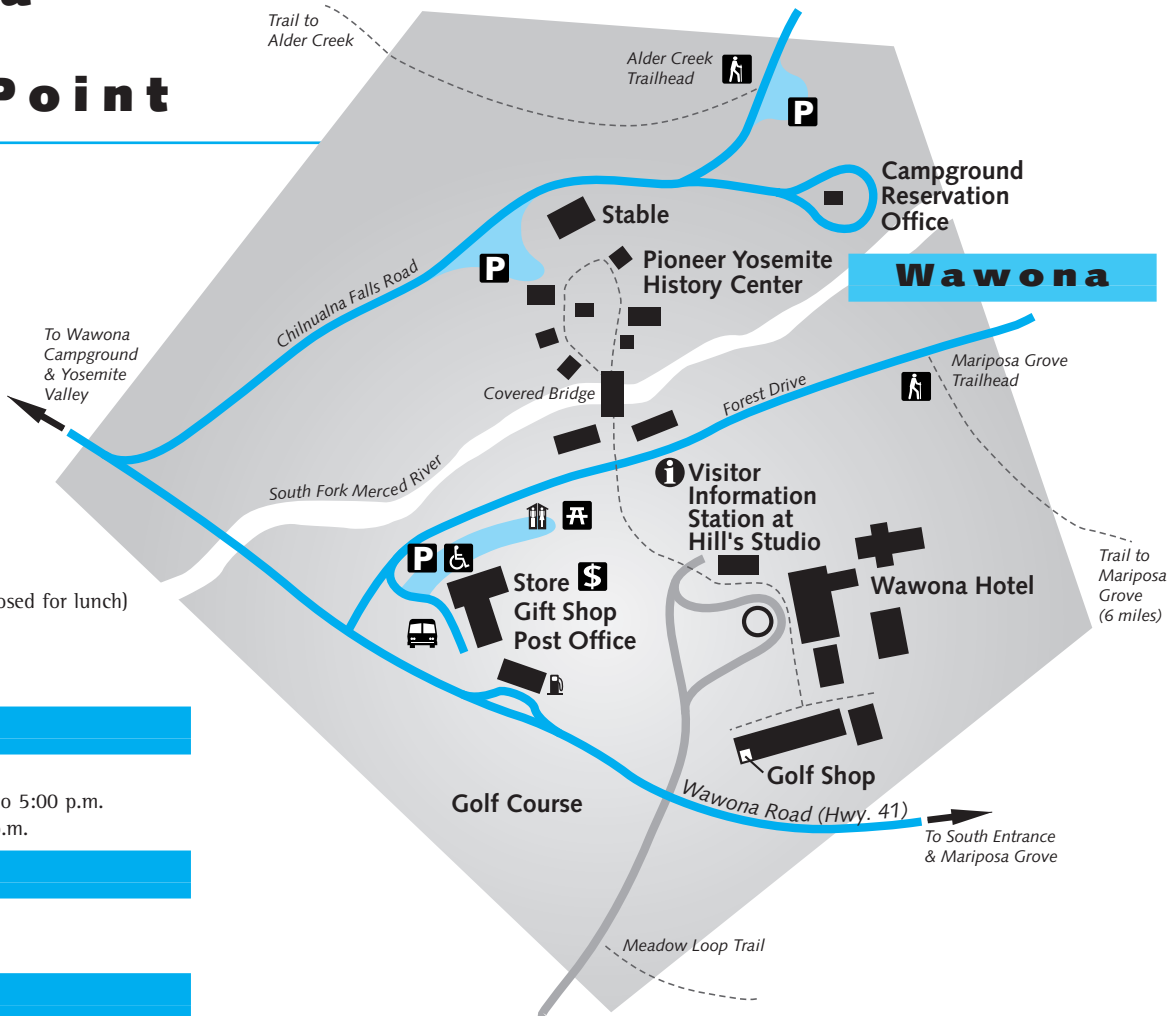 a
Point
Trail to
Alder Creek
Alder Creek
Trailhead
P
Campground
Reservation
Office
Stable
P
Pioneer Yosemite
History Center
Wawona
Chilnualna Falls Road
To Wawona
Campground
& Yosemite
Valley
Mariposa Grove
Trailhead
Covered Bridge
Forest Drive
South Fork Merced River
i
Visitor
Information
Station at
Hill's Studio
P
Store $
Gift Shop
Post Office
Wawona Hotel
Trail to
Mariposa
Grove
(6 miles)
osed for lunch)
Golf Shop
o 5:00 p.m.
.m.
Golf Course
Wawona Road (Hwy. 41)
To South Entrance
& Mariposa Grove
Meadow Loop Trail